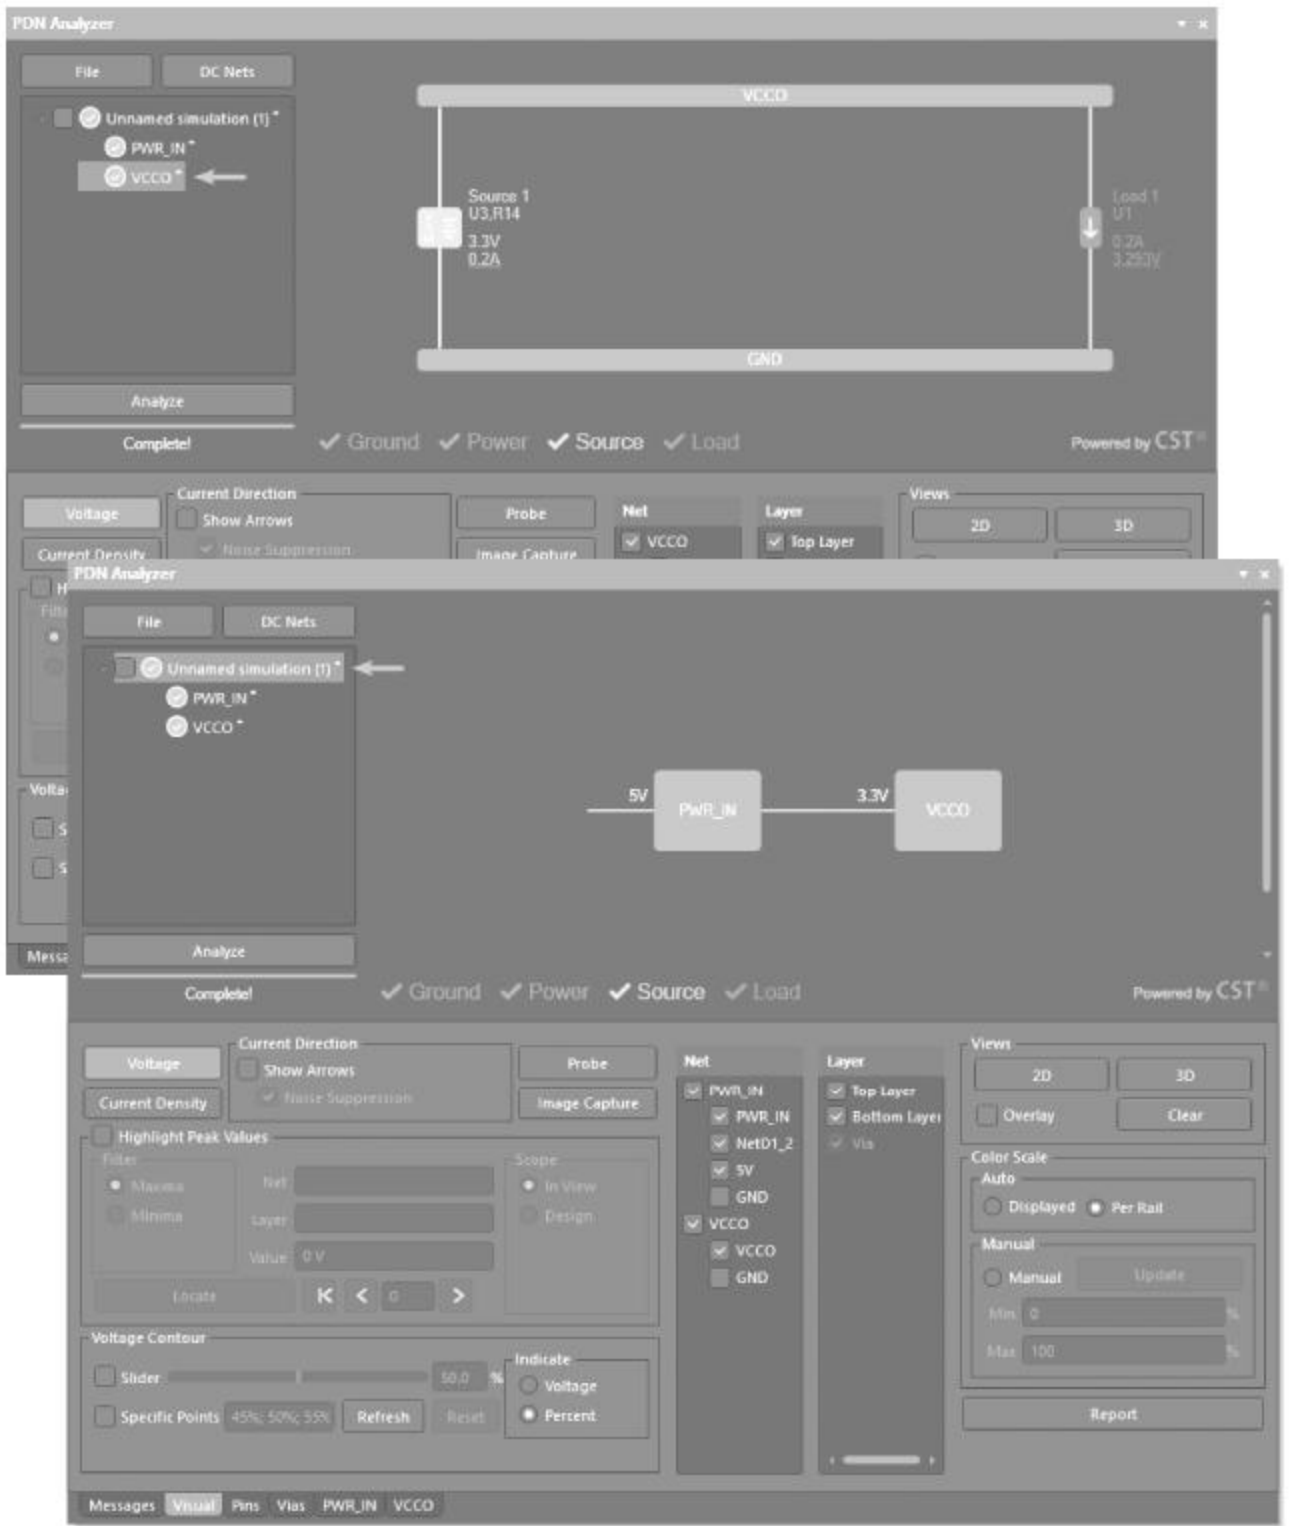 PDN Analyzer
File
DC Nets
Unnamed simulation (1) *
PWR_IN *
VCCO *
Analyze
Complete!
VCCO
Source 1
U3,R14
3.3V
0.2A
Load 1
U1
0.2A
3.293V
GND
Ground
Power
Source
Load
Powered by CST®
Voltage
Current Density
Current Direction
Show Arrows
Noise Suppression
Probe
Image Capture
Net
VCCO
Layer
Top Layer
Views
2D
3D
PDN Analyzer
File
DC Nets
Unnamed simulation (1) *
PWR_IN *
VCCO *
Analyze
Complete!
5V
PWR_IN
3.3V
VCCO
Ground
Power
Source
Load
Powered by CST®
Voltage
Current Density
Current Direction
Show Arrows
Noise Suppression
Probe
Image Capture
Highlight Peak Values
Filter
Maxima
Minima
Net
Layer
Value 0 V
Scope
In View
Design
Locate
0
Voltage Contour
Slider
50.0 %
Specific Points 45%; 50%; 55%
Refresh
Reset
Indicate
Voltage
Percent
Net
PWR_IN
PWR_IN
NetD1_2
5V
GND
VCCO
VCCO
GND
Layer
Top Layer
Bottom Layer
Via
Views
2D
3D
Overlay
Clear
Color Scale
Auto
Displayed
Per Rail
Manual
Manual
Update
Min 0 %
Max 100 %
Report
Messages Visual Pins Vias PWR_IN VCCO